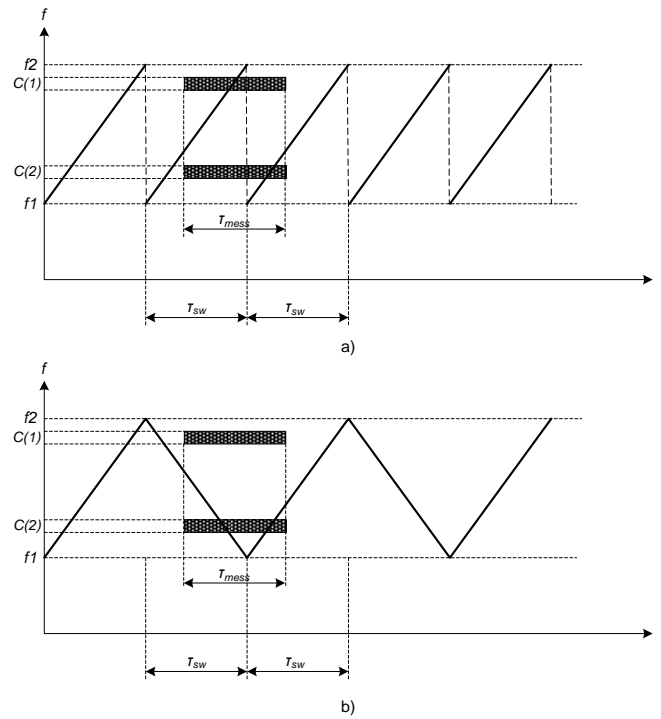 f
f2
C(1)
C(2)
f1
τmess
τsw τsw
a)
f
f2
C(1)
C(2)
f1
τmess
τsw τsw
b)